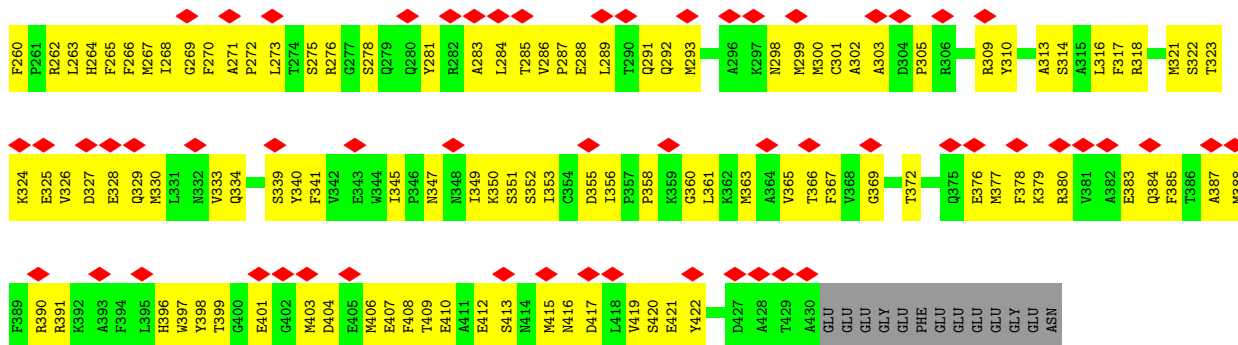 F260 P261 R262 L263 H264 F265 F266 M267 I268 G269 F270 A271 P272 L273 T274 S275 R276 G277 S278 Q279 Q280 Y281 R282 A283 L284 T285 V286 P287 E288 L289 T290 Q291 Q292 M293 A296 K297 N298 M299 M300 C301 A302 A303 D304 P305 R306 R309 Y310 A313 S314 A315 L316 F317 R318 M321 S322 T323
K324 E325 V326 D327 E328 Q329 M330 L331 N332 V333 Q334 S339 Y340 F341 V342 E343 W344 I345 P346 N347 N348 I349 K350 S351 S352 I353 C354 D355 I356 P357 P358 K359 G360 L361 K362 M363 A364 V365 T366 F367 V368 G369 T372 Q375 E376 M377 F378 K379 R380 V381 A382 E383 Q384 F385 T386 A387 M388
F389 R390 R391 K392 A393 F394 L395 H396 W397 Y398 T399 G400 E401 G402 M403 D404 E405 M406 E407 F408 T409 E410 A411 E412 S413 N414 M415 N416 D417 L418 V419 S420 E421 Y422 D427 A428 T429 A430 GLU GLU GLU GLY GLU PHE GLU GLU GLU GLU GLY GLU ASN